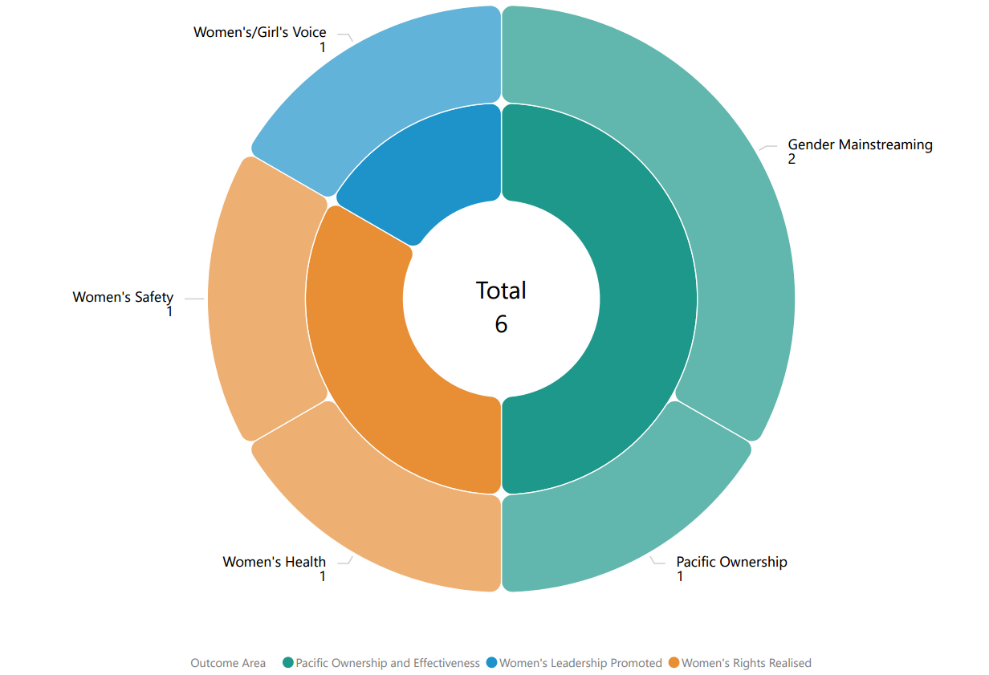 Women's/Girl's Voice
1
Gender Mainstreaming
2
Total
6
Women's Safety
1
Women's Health
1
Pacific Ownership
1
Outcome Area Pacific Ownership and Effectiveness Women's Leadership Promoted Women's Rights Realised